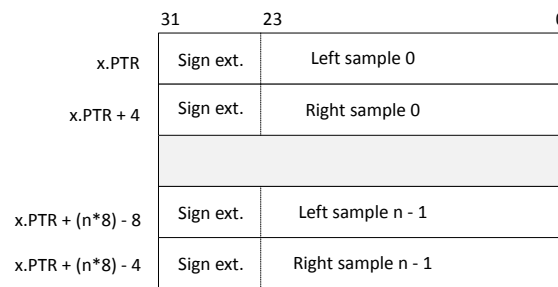 31 23
x.PTR Sign ext. Left sample 0
x.PTR + 4 Sign ext. Right sample 0
x.PTR + (n*8) - 8 Sign ext. Left sample n - 1
x.PTR + (n*8) - 4 Sign ext. Right sample n - 1